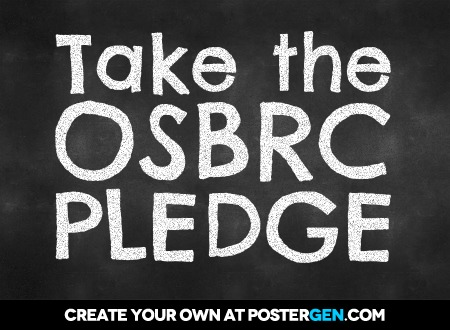 Take the
OSBRC
PLEDGE
CREATE YOUR OWN AT POSTERGEN.COM